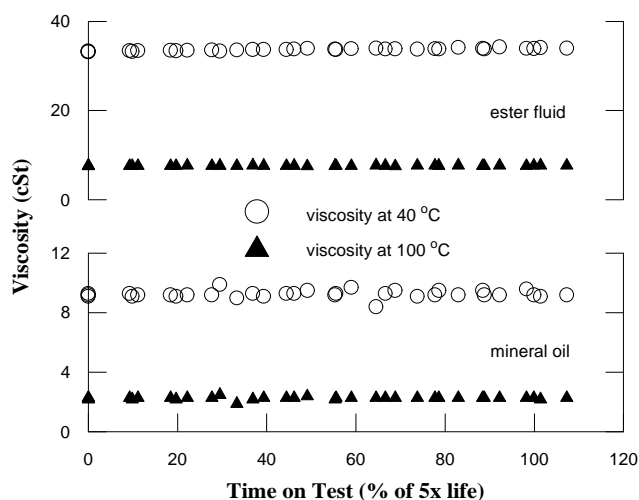 40
20
0
ester fluid
Viscosity (cSt)
viscosity at 40 °C
viscosity at 100 °C
12
8
4
0
mineral oil
0 20 40 60 80 100 120
Time on Test (% of 5x life)